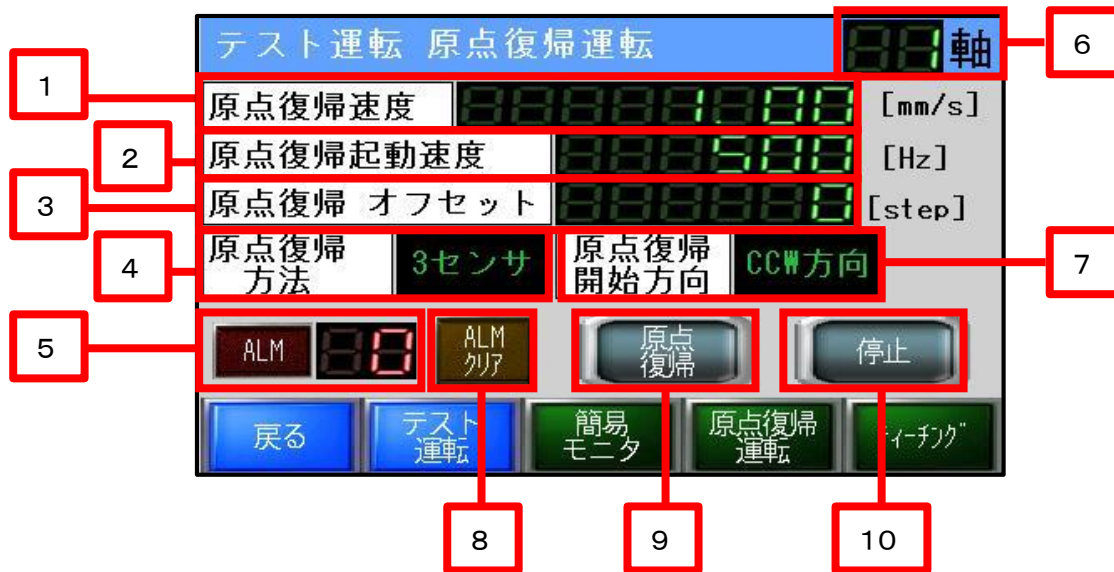 テスト運転 原点復帰運転
1軸
6
1
原点復帰速度 1.00 [mm/s]
2
原点復帰起動速度 500 [Hz]
3
原点復帰 オフセット 0 [step]
4
原点復帰
方法
3センサ
原点復帰
開始方向
CCW方向
7
5
ALM 0
ALM
クリア
原点
復帰
停止
戻る
テスト
運転
簡易
モニタ
原点復帰
運転
ティーチング
8
9
10